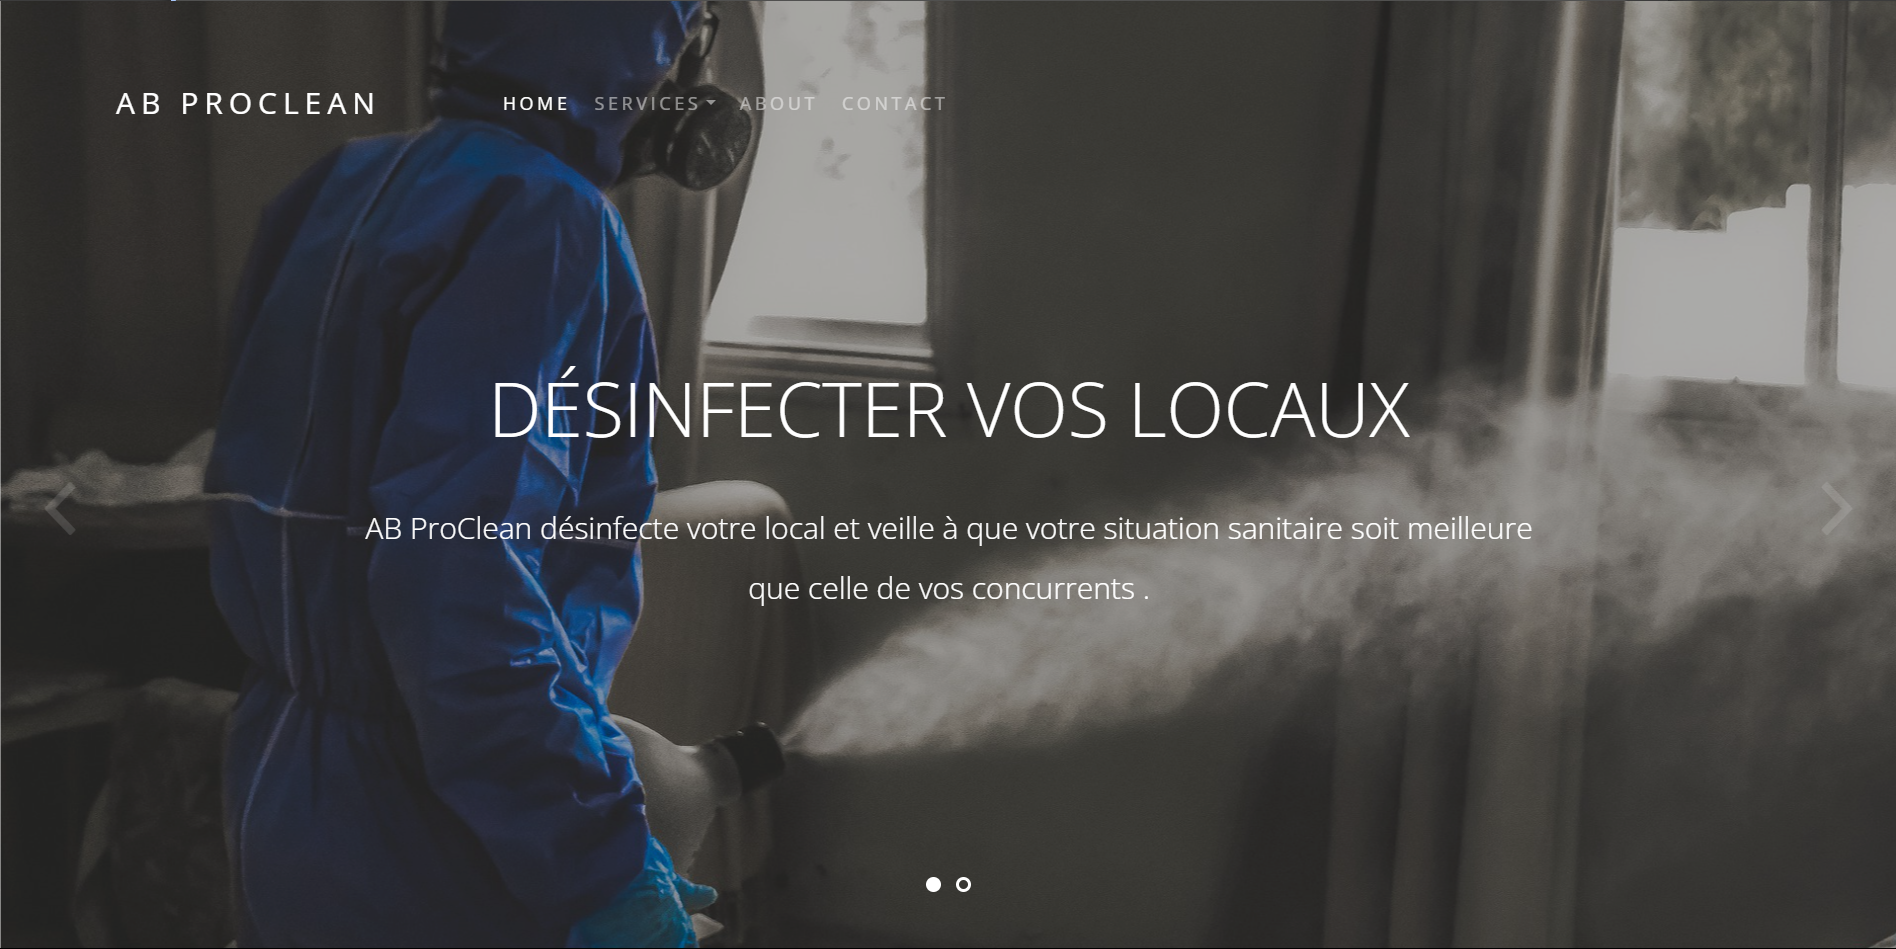 AB PROCLEAN
HOME SERVICES ABOUT CONTACT
DÉSINFECTER VOS LOCAUX
AB ProClean désinfecte votre local et veille à que votre situation sanitaire soit meilleure
que celle de vos concurrents .